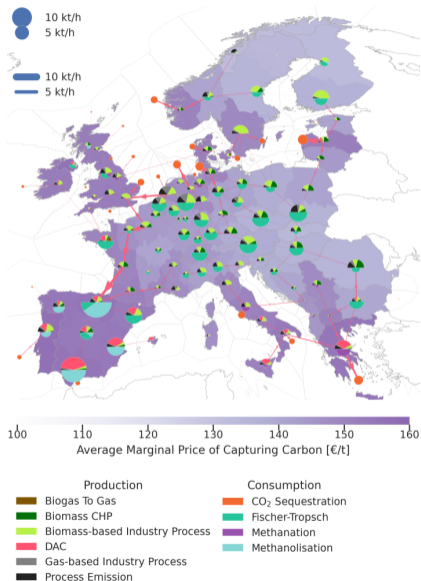 10 kt/h
5 kt/h
10 kt/h
5 kt/h
100 110 120 130 140 150 160
Average Marginal Price of Capturing Carbon [€/t]
Production
Biogas To Gas
Biomass CHP
Biomass-based Industry Process
DAC
Gas-based Industry Process
Process Emission
Consumption
CO₂ Sequestration
Fischer-Tropsch
Methanation
Methanolisation